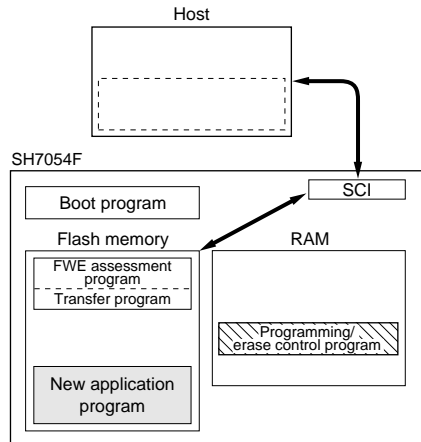 Host
SH7054F
SCI
Boot program
Flash memory
RAM
FWE assessment
program
Transfer program
Programming/
erase control program
New application
program